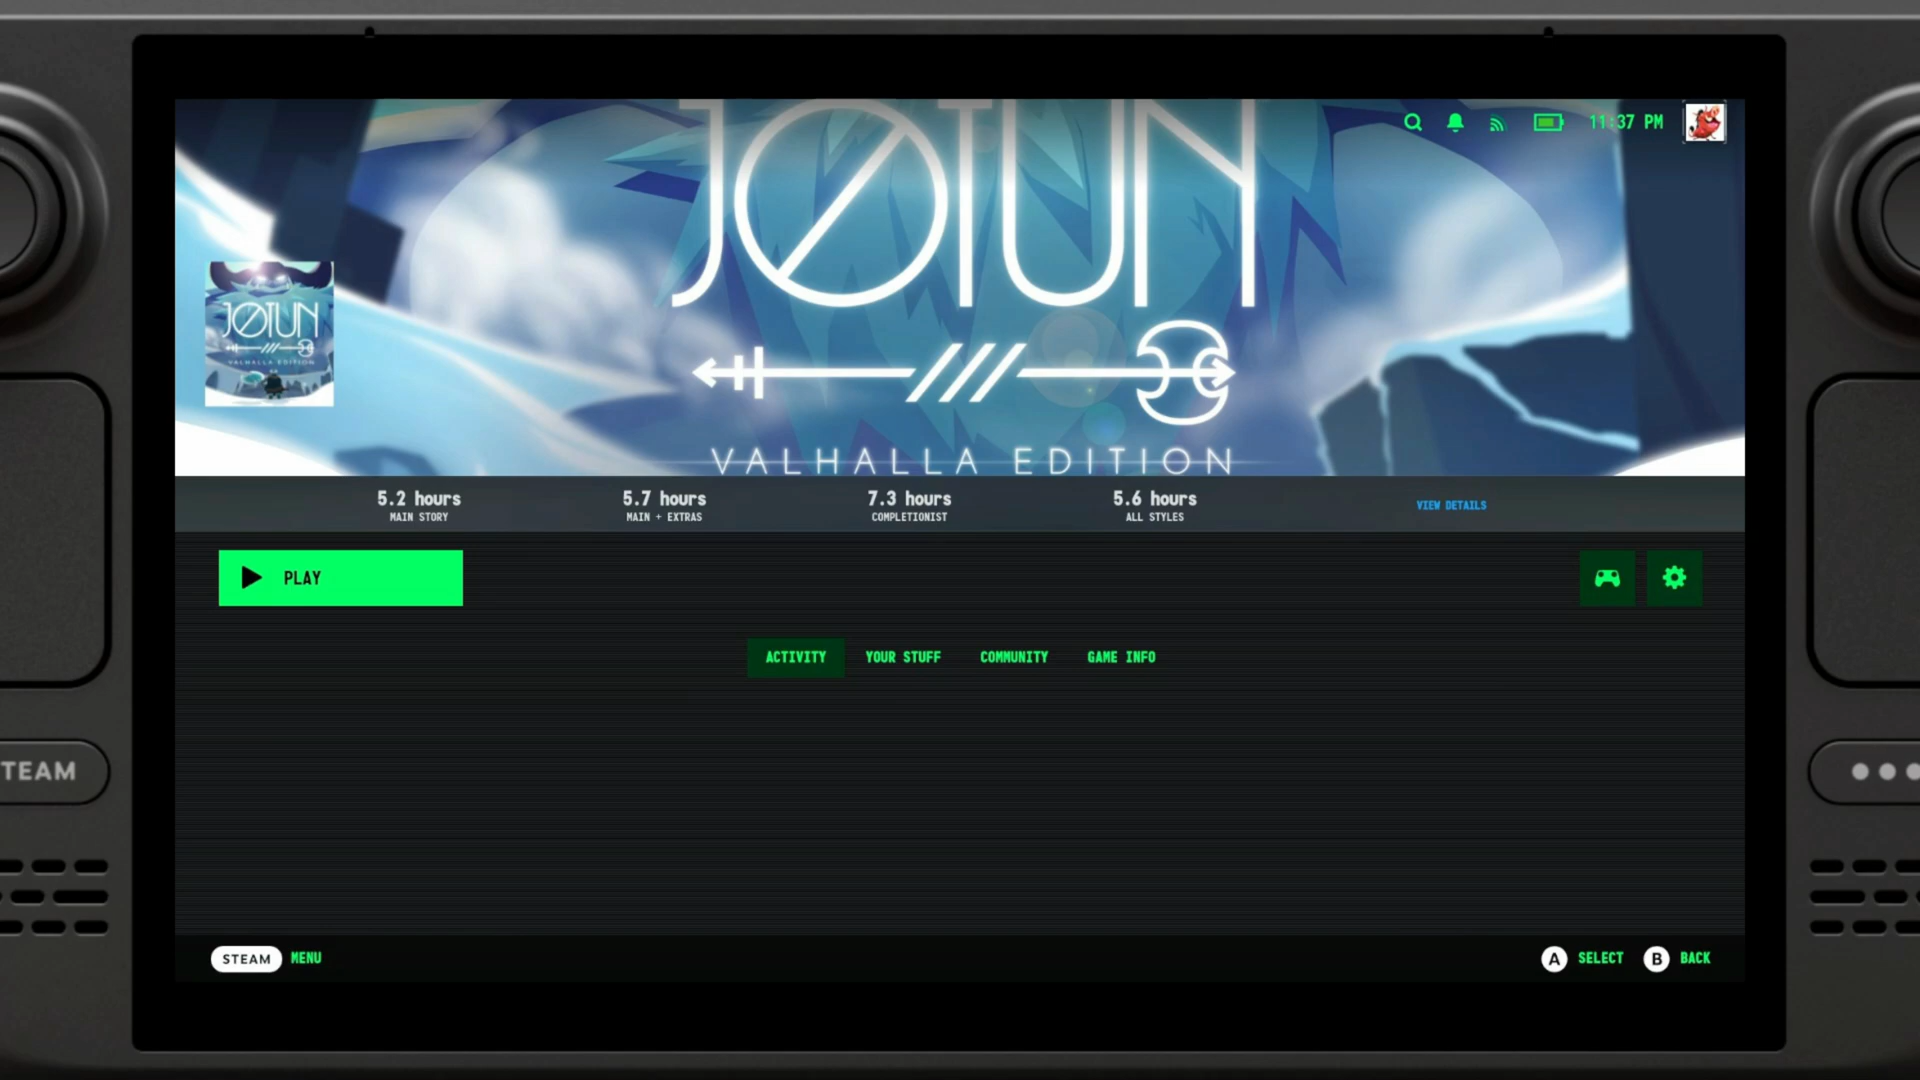 JØTUN
VALHALLA EDITION
11:37 PM
JØTUN
VALHALLA EDITION
5.2 hours
MAIN STORY
5.7 hours
MAIN + EXTRAS
7.3 hours
COMPLETIONIST
5.6 hours
ALL STYLES
VIEW DETAILS
PLAY
ACTIVITY
YOUR STUFF
COMMUNITY
GAME INFO
TEAM
STEAM MENU
A SELECT
B BACK